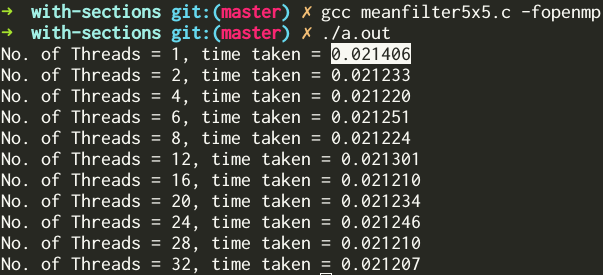 ➜ with-sections git:(master) ✗ gcc meanfilter5x5.c -fopenmp
➜ with-sections git:(master) ✗ ./a.out
No. of Threads = 1, time taken = 0.021406
No. of Threads = 2, time taken = 0.021233
No. of Threads = 4, time taken = 0.021220
No. of Threads = 6, time taken = 0.021251
No. of Threads = 8, time taken = 0.021224
No. of Threads = 12, time taken = 0.021301
No. of Threads = 16, time taken = 0.021210
No. of Threads = 20, time taken = 0.021234
No. of Threads = 24, time taken = 0.021246
No. of Threads = 28, time taken = 0.021210
No. of Threads = 32, time taken = 0.021207